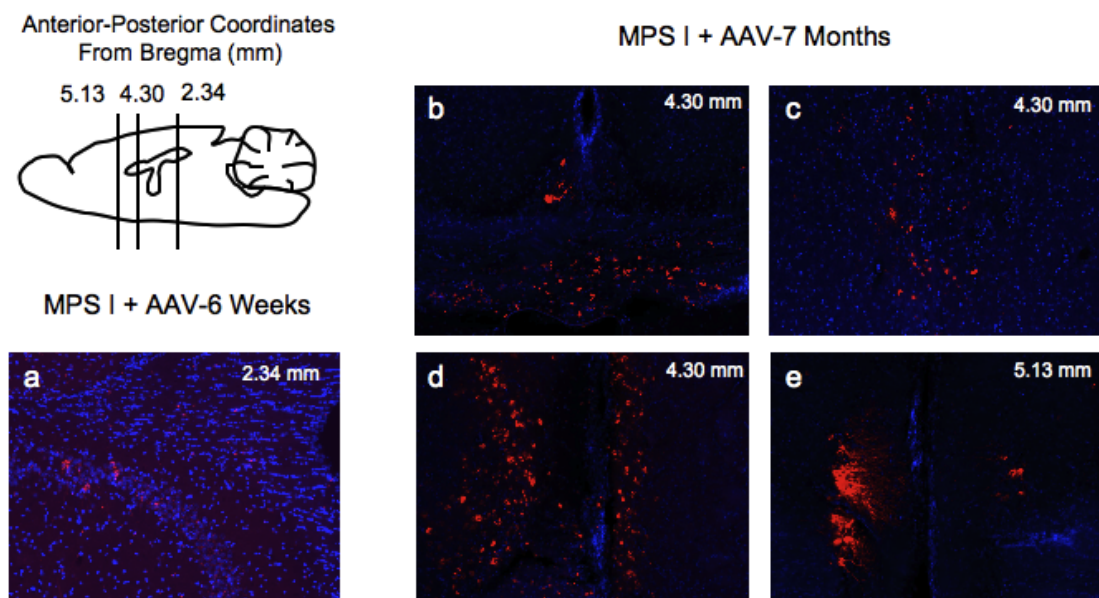 Anterior-Posterior Coordinates
From Bregma (mm)
5.13 4.30 2.34
MPS I + AAV-6 Weeks
a
2.34 mm
MPS I + AAV-7 Months
b
4.30 mm
c
4.30 mm
d
4.30 mm
e
5.13 mm